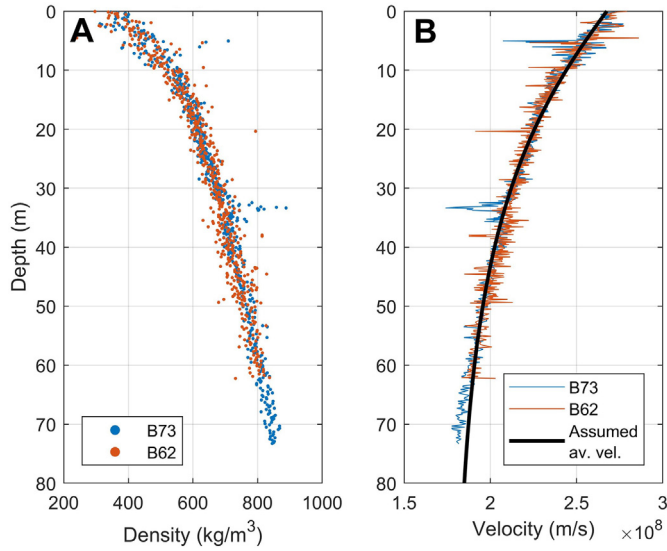 A
0
10
20
30
40
50
60
70
80
Depth (m)
200
400
600
800
1000
Density (kg/m³)
B73
B62
B
0
10
20
30
40
50
60
70
80
1.5
2
2.5
3
×10⁸
Velocity (m/s)
B73
B62
Assumed
av. vel.